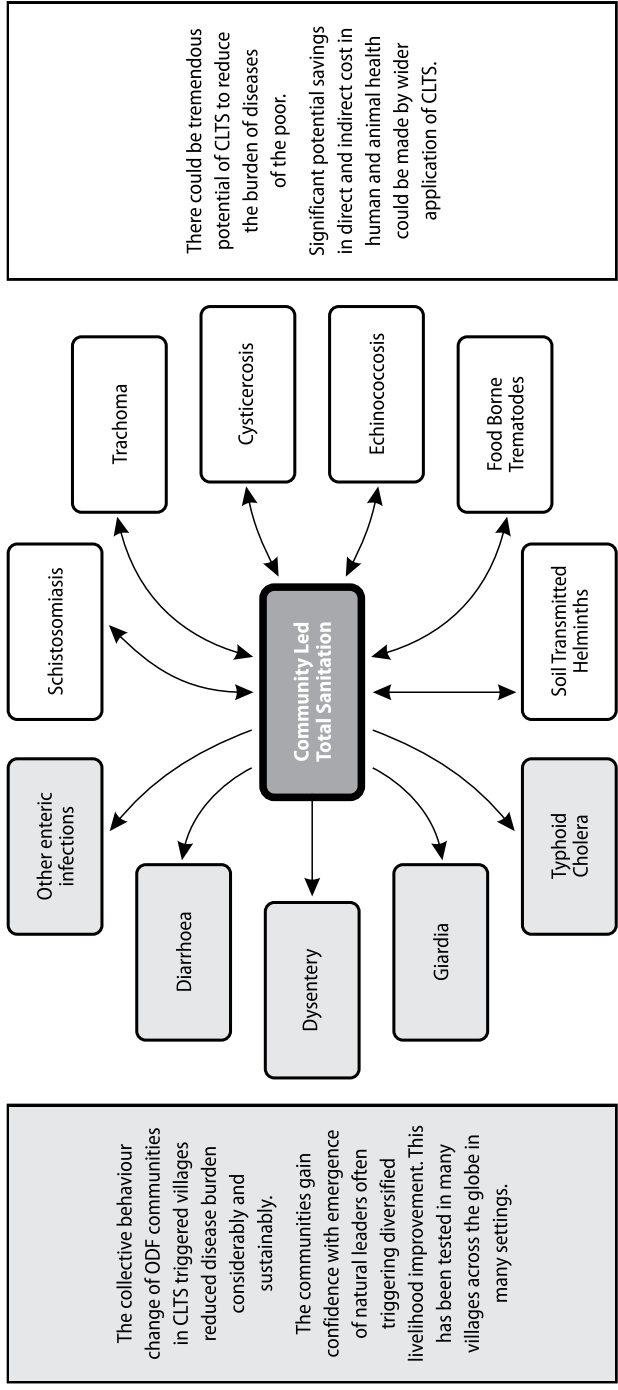 The collective behaviour
change of ODF communities
in CLTS triggered villages
reduced disease burden
considerably and
sustainably.
The communities gain
confidence with emergence
of natural leaders often
triggering diversified
livelihood improvement. This
has been tested in many
villages across the globe in
many settings.
Other enteric
infections
Diarrhoea
Dysentery
Giardia
Typhoid
Cholera
Community Led
Total Sanitation
Schistosomiasis
Trachoma
Cysticercosis
Echinococcosis
Food Borne
Trematodes
Soil Transmitted
Helminths
There could be tremendous
potential of CLTS to reduce
the burden of diseases
of the poor.
Significant potential savings
in direct and indirect cost in
human and animal health
could be made by wider
application of CLTS.